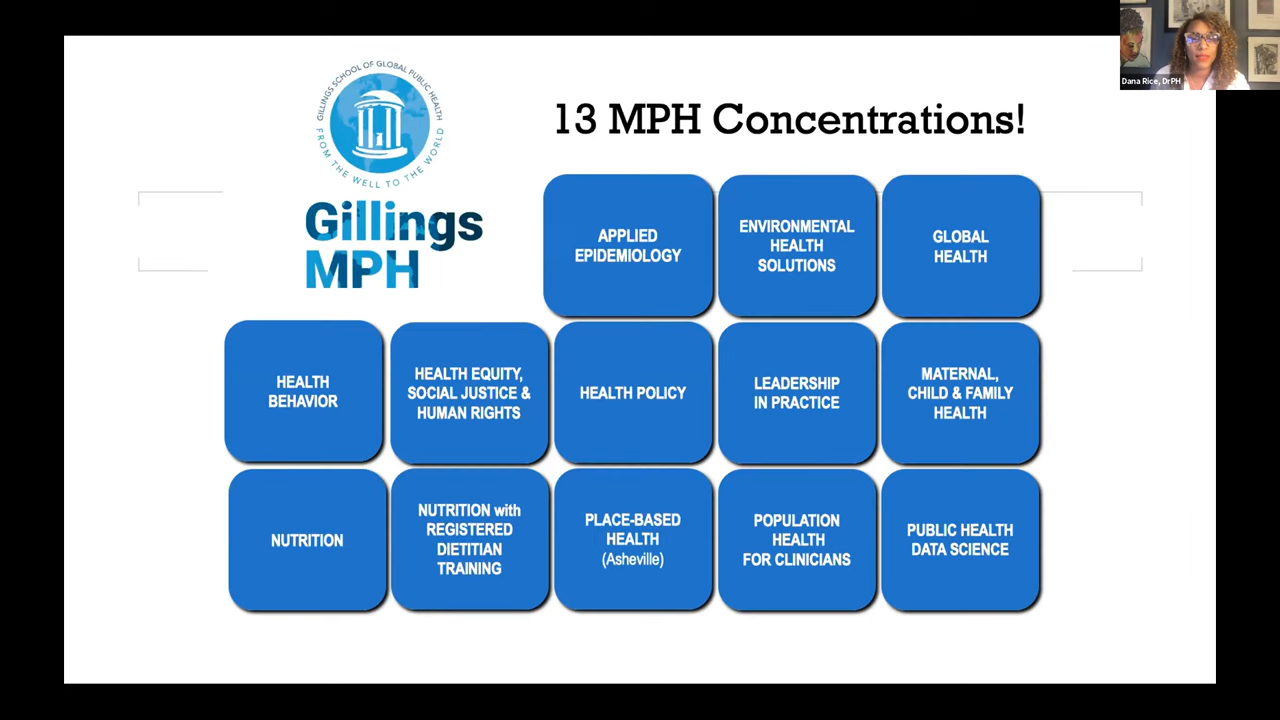 GILLINGS SCHOOL OF GLOBAL PUBLIC HEALTH
FROM THE WELL TO THE WORLD
Gillings
MPH
13 MPH Concentrations!
Dana Rice, DrPH
APPLIED
EPIDEMIOLOGY
ENVIRONMENTAL
HEALTH
SOLUTIONS
GLOBAL
HEALTH
HEALTH
BEHAVIOR
HEALTH EQUITY,
SOCIAL JUSTICE &
HUMAN RIGHTS
HEALTH POLICY
LEADERSHIP
IN PRACTICE
MATERNAL,
CHILD & FAMILY
HEALTH
NUTRITION
NUTRITION with
REGISTERED
DIETITIAN
TRAINING
PLACE-BASED
HEALTH
(Asheville)
POPULATION
HEALTH
FOR CLINICIANS
PUBLIC HEALTH
DATA SCIENCE